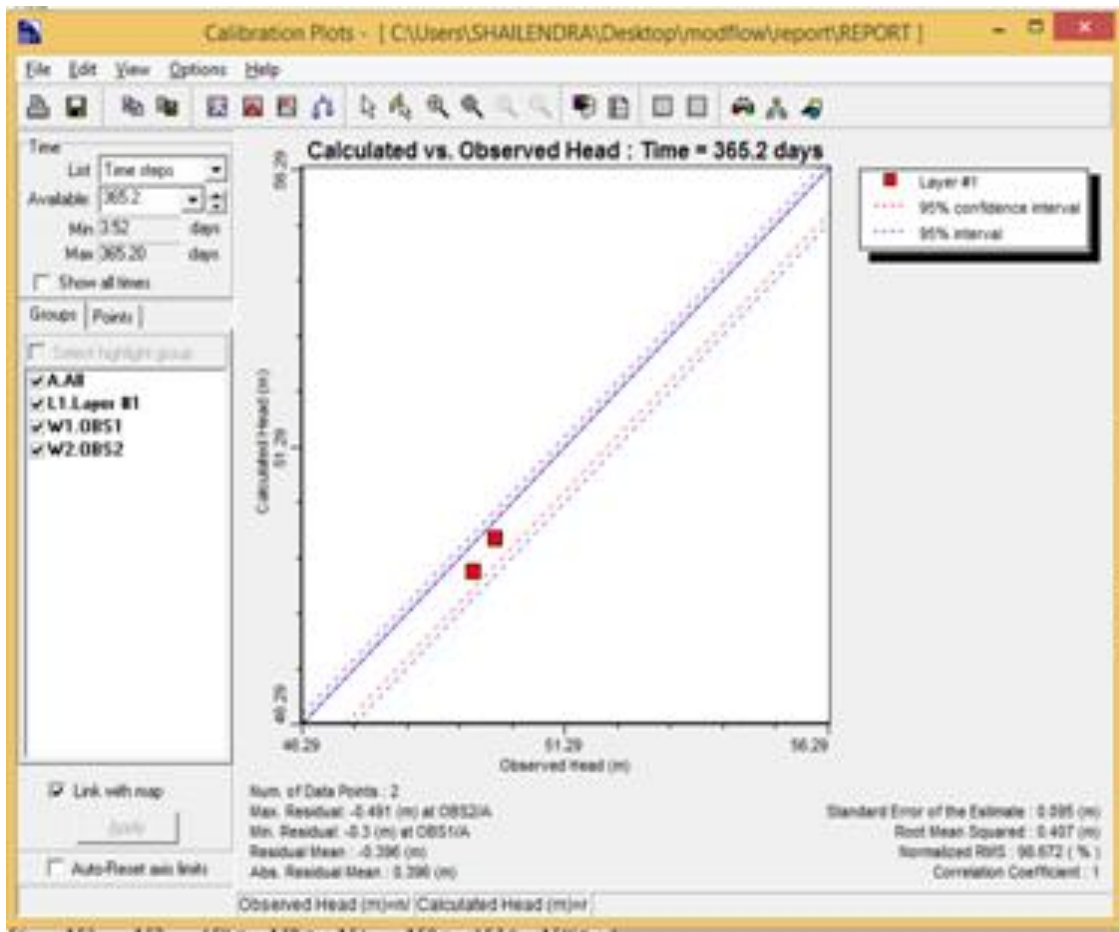 Calibration Plots - [ C:\Users\SHAILENDRA\Desktop\modflow\report\REPORT ]
File Edit View Options Help
Time
List Time steps
Available: 365.2
Min 3.52 days
Max 365.20 days
Show all times
Groups Points
Select highlight group
A.All
L1.Layer #1
W1.OBS1
W2.OBS2
Link with map
Apply
Auto-Reset axis limits
Calculated vs. Observed Head : Time = 365.2 days
Layer #1
95% confidence interval
95% interval
Calculated Head (m)
56.29
51.29
46.29
46.29 51.29 56.29
Observed Head (m)
Num. of Data Points : 2
Max. Residual: -0.491 (m) at OBS2/A
Min. Residual: -0.3 (m) at OBS1/A
Residual Mean : -0.396 (m)
Abs. Residual Mean : 0.396 (m)
Standard Error of the Estimate : 0.095 (m)
Root Mean Squared : 0.407 (m)
Normalized RMS : ( % )
Correlation Coefficient : 1
Observed Head (m)=n/ Calculated Head (m)=r